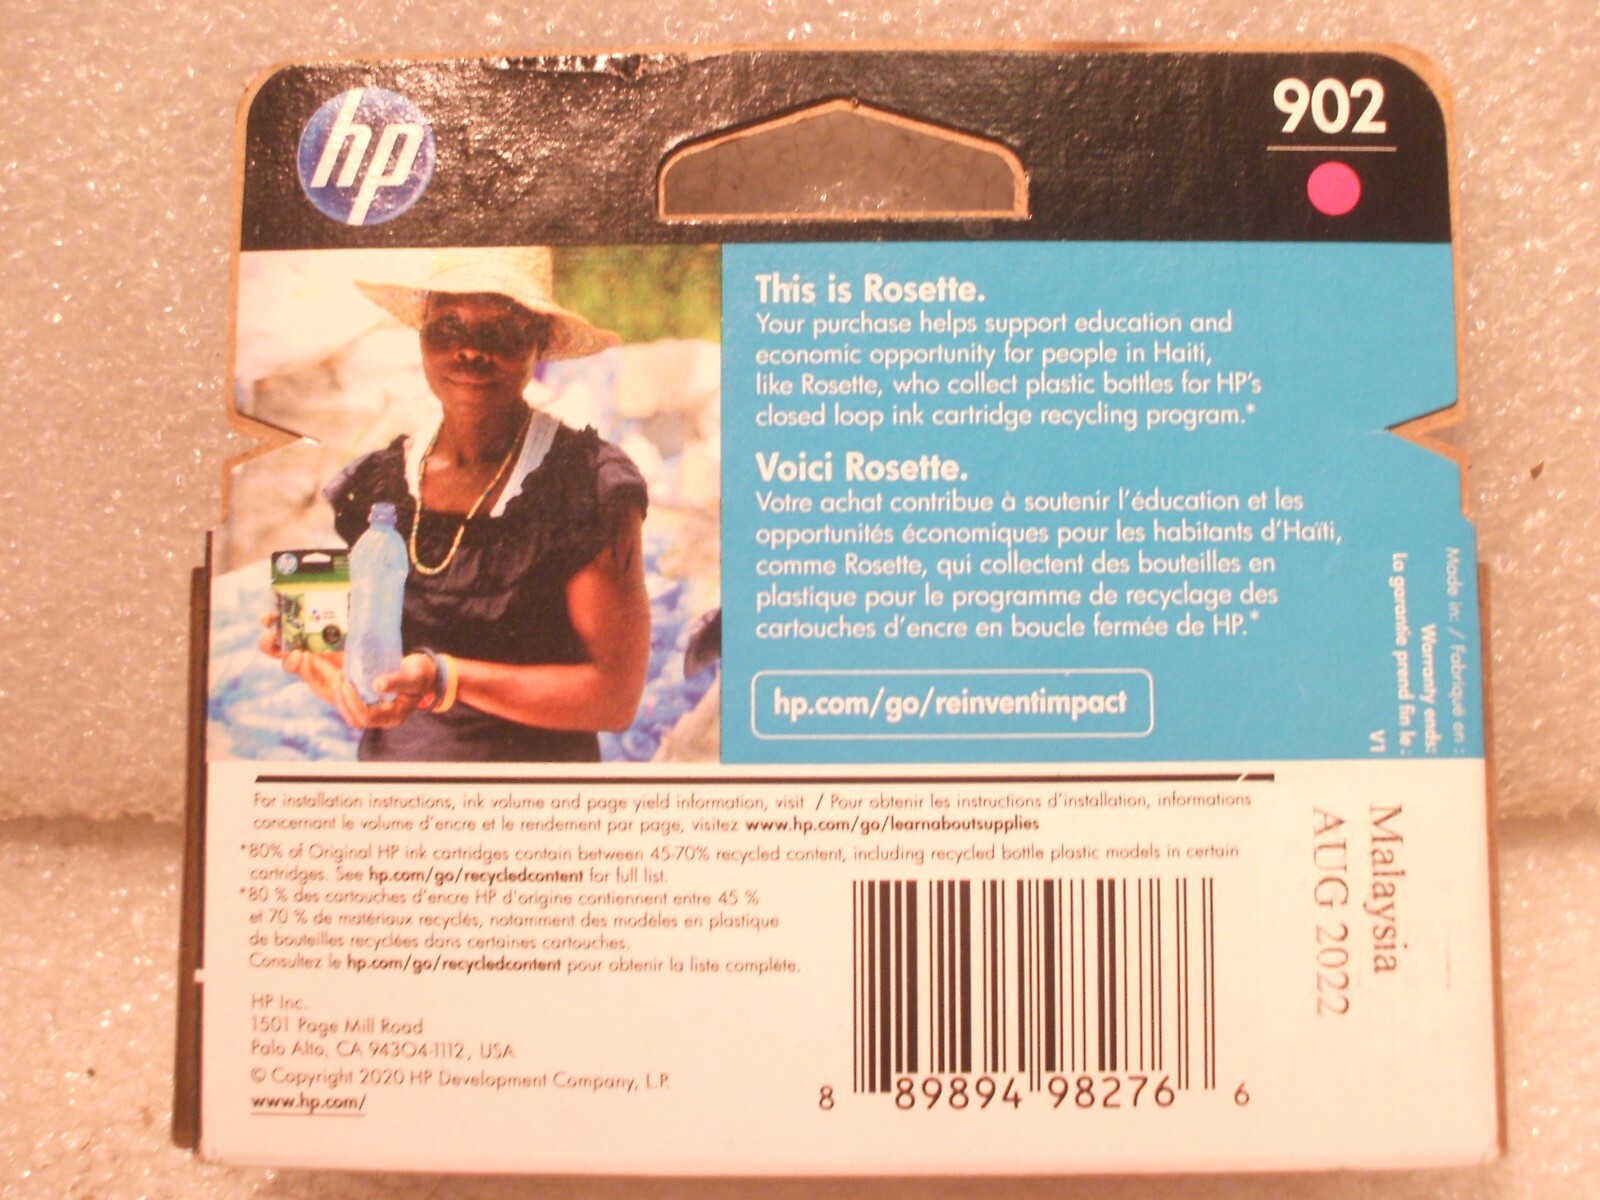 hp
902
This is Rosette.
Your purchase helps support education and
economic opportunity for people in Haiti,
like Rosette, who collect plastic bottles for HP's
closed loop ink cartridge recycling program.*
Voici Rosette.
Votre achat contribue à soutenir l'éducation et les
opportunités économiques pour les habitants d'Haïti,
comme Rosette, qui collectent des bouteilles en
plastique pour le programme de recyclage des
cartouches d'encre en boucle fermée de HP.*
hp.com/go/reinventimpact
Made in: / Fabriqué en :
Warranty ends:
La garantie prend fin le :
V1
Malaysia
AUG 2022
For installation instructions, ink volume and page yield information, visit / Pour obtenir les instructions d'installation, informations
concernant le volume d'encre et le rendement par page, visitez www.hp.com/go/learnaboutsupplies
*80% of Original HP ink cartridges contain between 45-70% recycled content, including recycled bottle plastic models in certain
cartridges. See hp.com/go/recycledcontent for full list.
*80 % des cartouches d'encre HP d'origine contiennent entre 45 %
et 70 % de matériaux recyclés, notamment des modèles en plastique
de bouteilles recyclées dans certaines cartouches.
Consultez le hp.com/go/recycledcontent pour obtenir la liste complète.
HP Inc.
1501 Page Mill Road
Palo Alto, CA 94304-1112, USA
© Copyright 2020 HP Development Company, L.P.
www.hp.com/
8 89894 98276 6